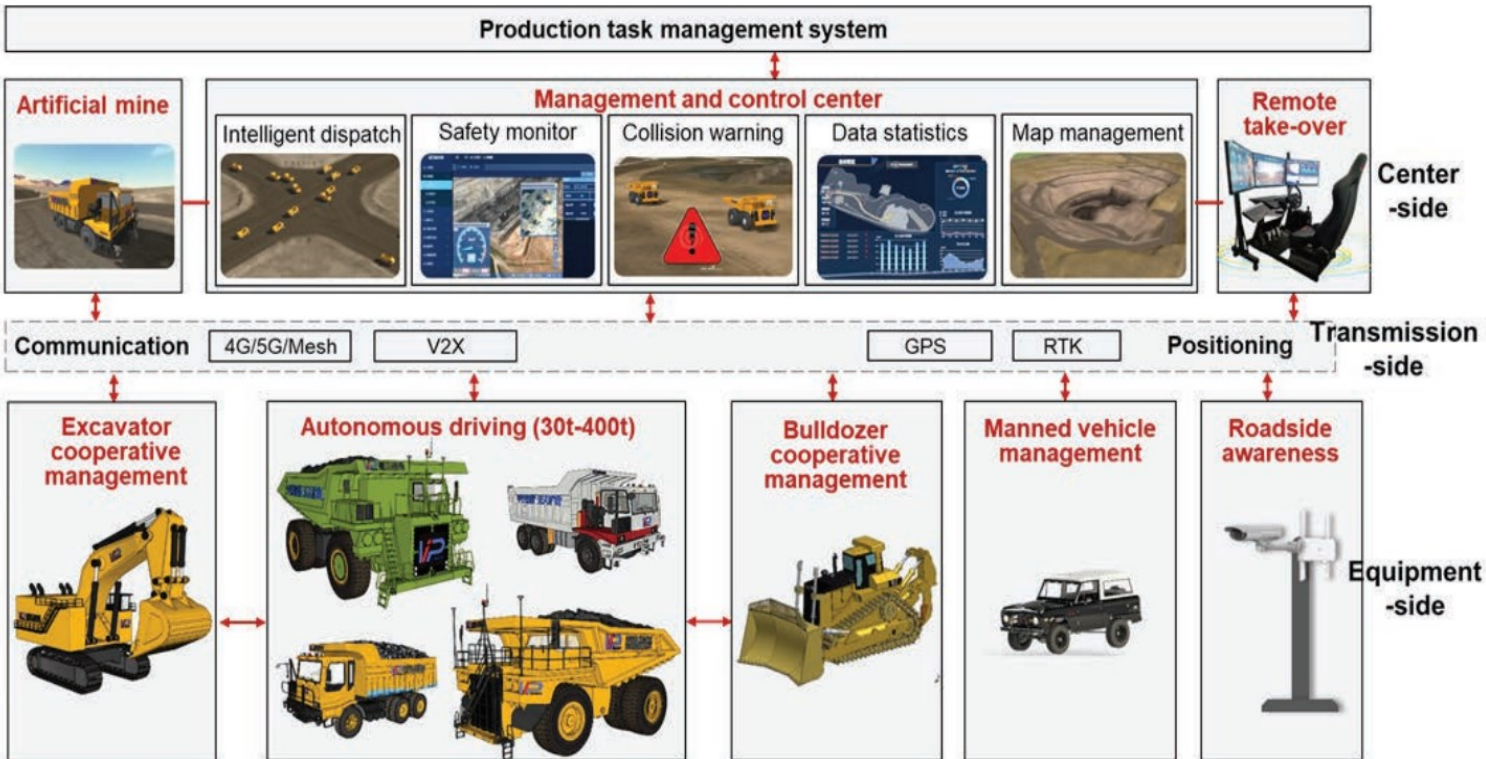 Production task management system
Artificial mine
Management and control center
Remote
take-over
Intelligent dispatch
Safety monitor
Collision warning
Data statistics
Map management
Center
-side
Communication
4G/5G/Mesh
V2X
GPS
RTK
Positioning
Transmission
-side
Excavator
cooperative
management
Autonomous driving (30t-400t)
Bulldozer
cooperative
management
Manned vehicle
management
Roadside
awareness
Equipment
-side